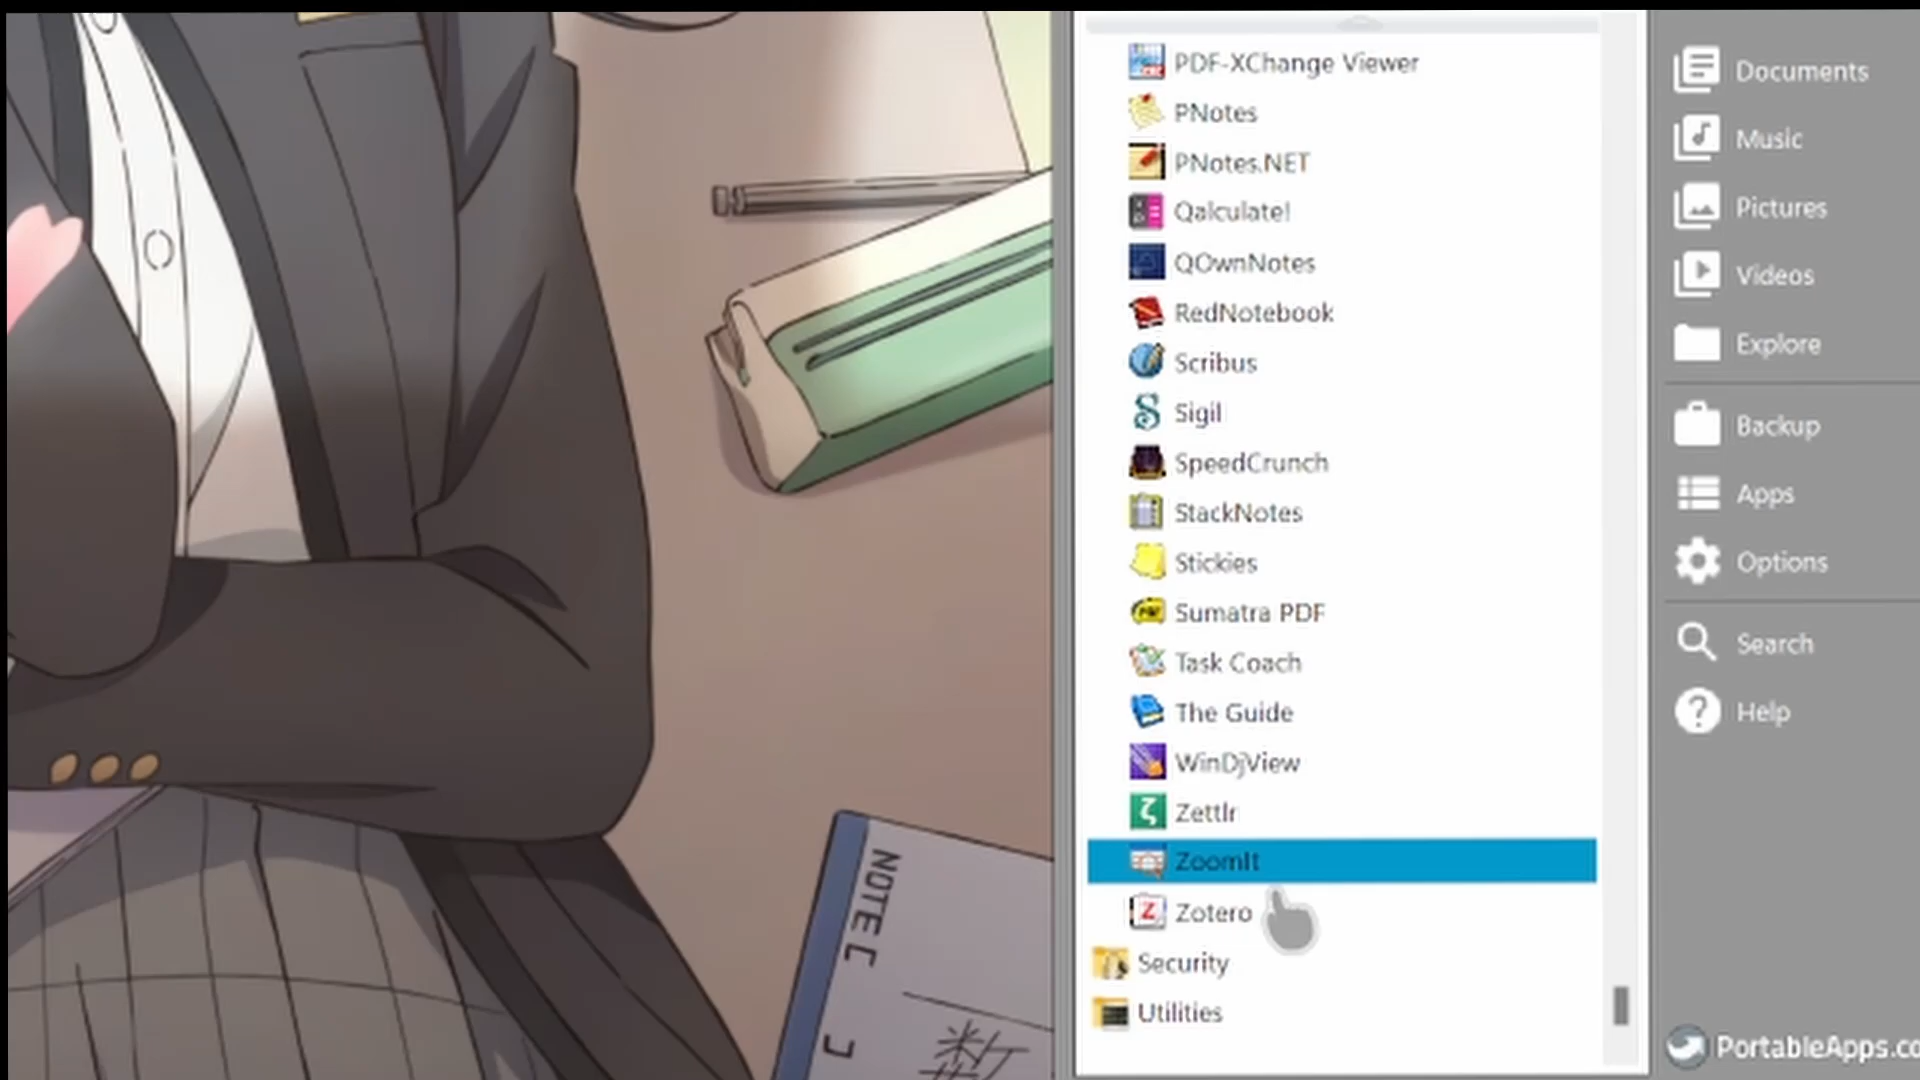 PDF-XChange Viewer
PNotes
PNotes.NET
Qalculate!
QOwnNotes
RedNotebook
Scribus
Sigil
SpeedCrunch
StackNotes
Stickies
Sumatra PDF
Task Coach
The Guide
WinDjView
Zettlr
ZoomIt
Zotero
Security
Utilities
Documents
Music
Pictures
Videos
Explore
Backup
Apps
Options
Search
Help
PortableApps.co
NOTE
数